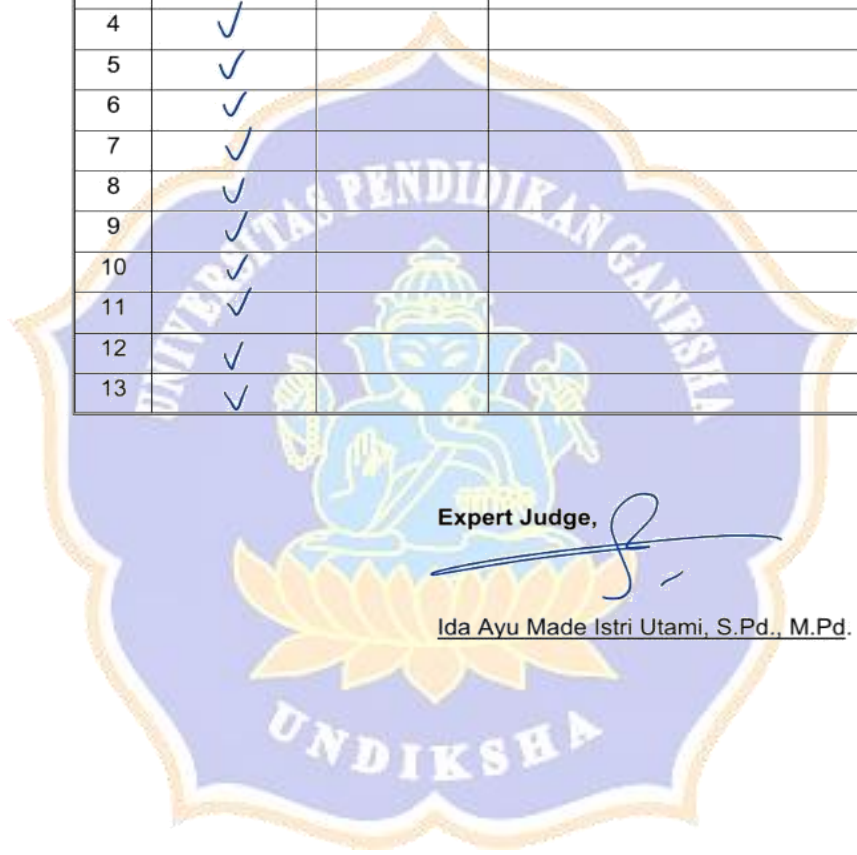 4 ✓
5 ✓
6 ✓
7 ✓
8 ✓
9 ✓
10 ✓
11 ✓
12 ✓
13 ✓
UNIVERSITAS PENDIDIKAN GANESHA
Expert Judge,
Ida Ayu Made Istri Utami, S.Pd., M.Pd.
UNDIKSHA